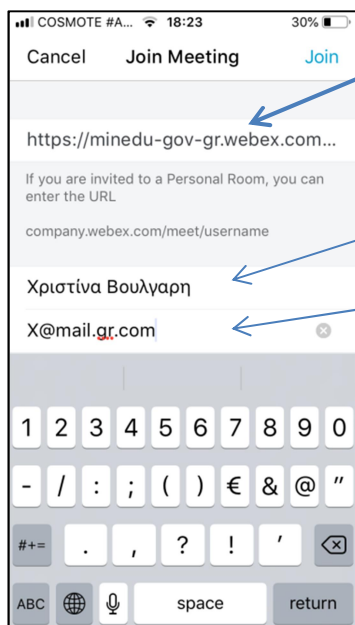 COSMOTE #A... 18:23 30%
Cancel Join Meeting Join
https://minedu-gov-gr.webex.com...
If you are invited to a Personal Room, you can
enter the URL
company.webex.com/meet/username
Χριστίνα Βουλγαρη
X@mail.gr.com
1 2 3 4 5 6 7 8 9 0
- / : ; ( ) € & @ "
#+= . , ? ! '
ABC space return